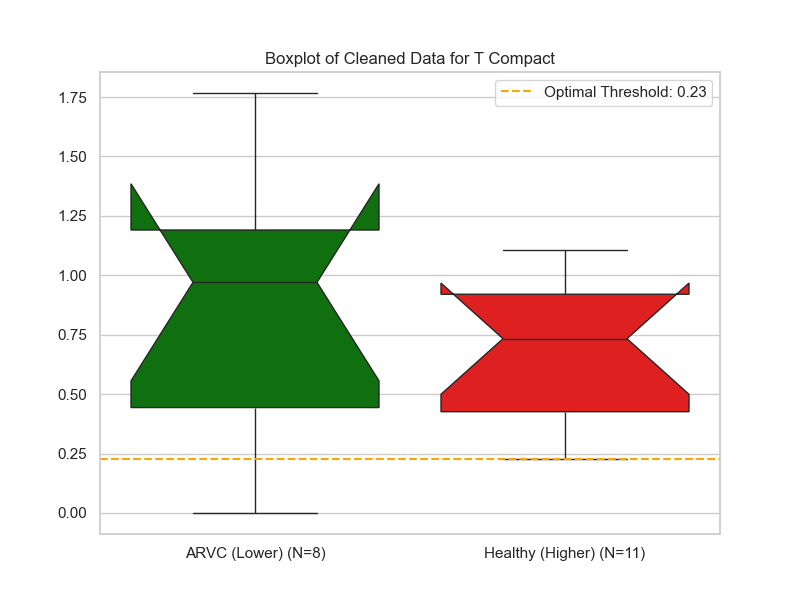 Boxplot of Cleaned Data for T Compact
Optimal Threshold: 0.23
1.75
1.50
1.25
1.00
0.75
0.50
0.25
0.00
ARVC (Lower) (N=8)
Healthy (Higher) (N=11)